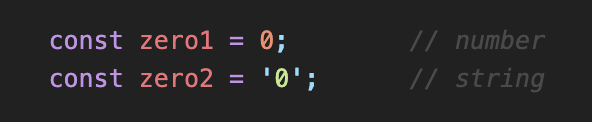 const zero1 = 0;        // number
const zero2 = '0';      // string